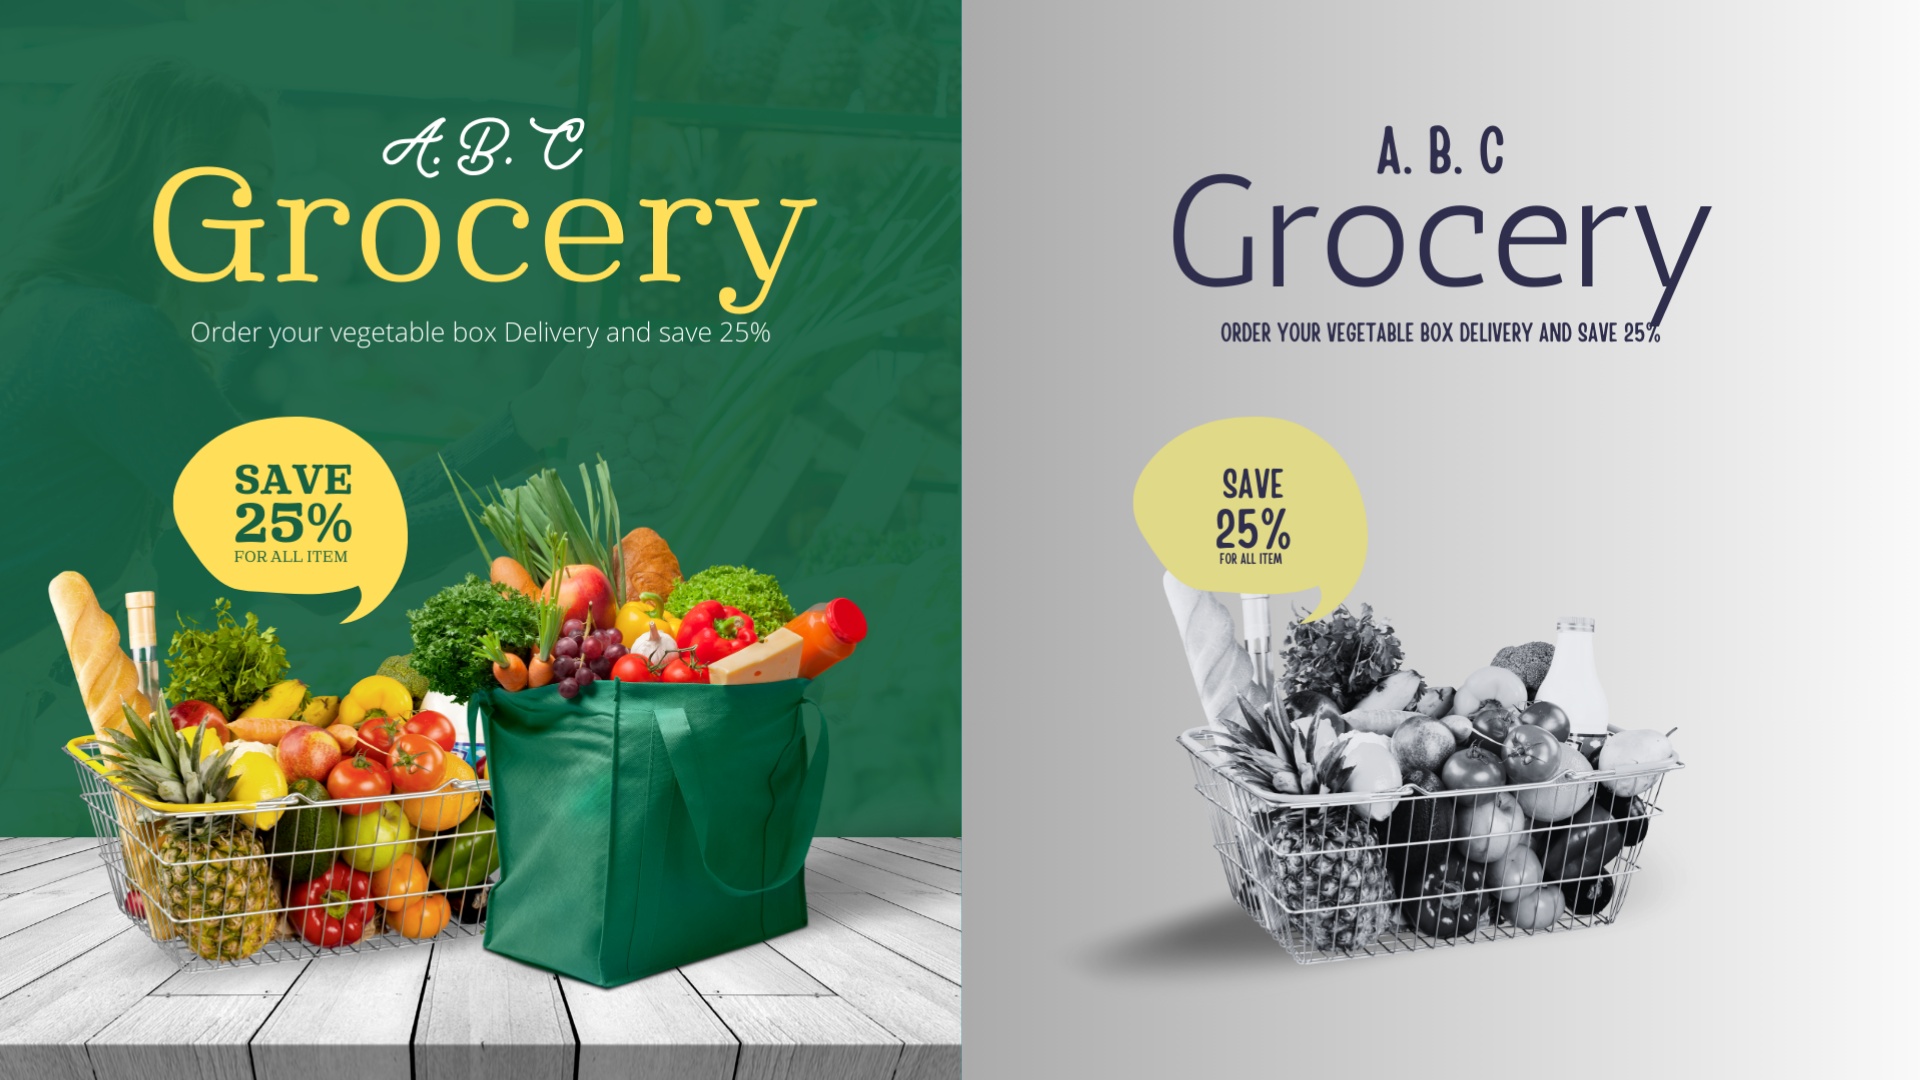 A. B. C
Grocery
Order your vegetable box Delivery and save 25%
SAVE
25%
FOR ALL ITEM
A. B. C
Grocery
ORDER YOUR VEGETABLE BOX DELIVERY AND SAVE 25%
SAVE
25%
FOR ALL ITEM